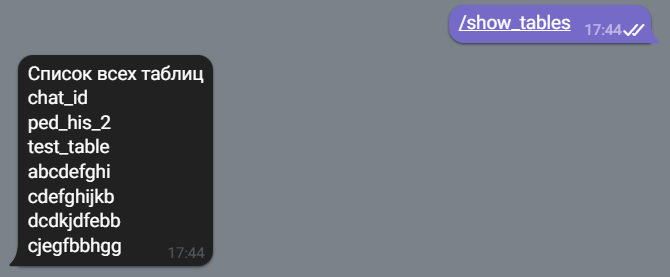 /show_tables
17:44
Список всех таблиц
chat_id
ped_his_2
test_table
abcdefghi
cdefghijkb
dcdkjdfebb
cjegfbbhgg
17:44